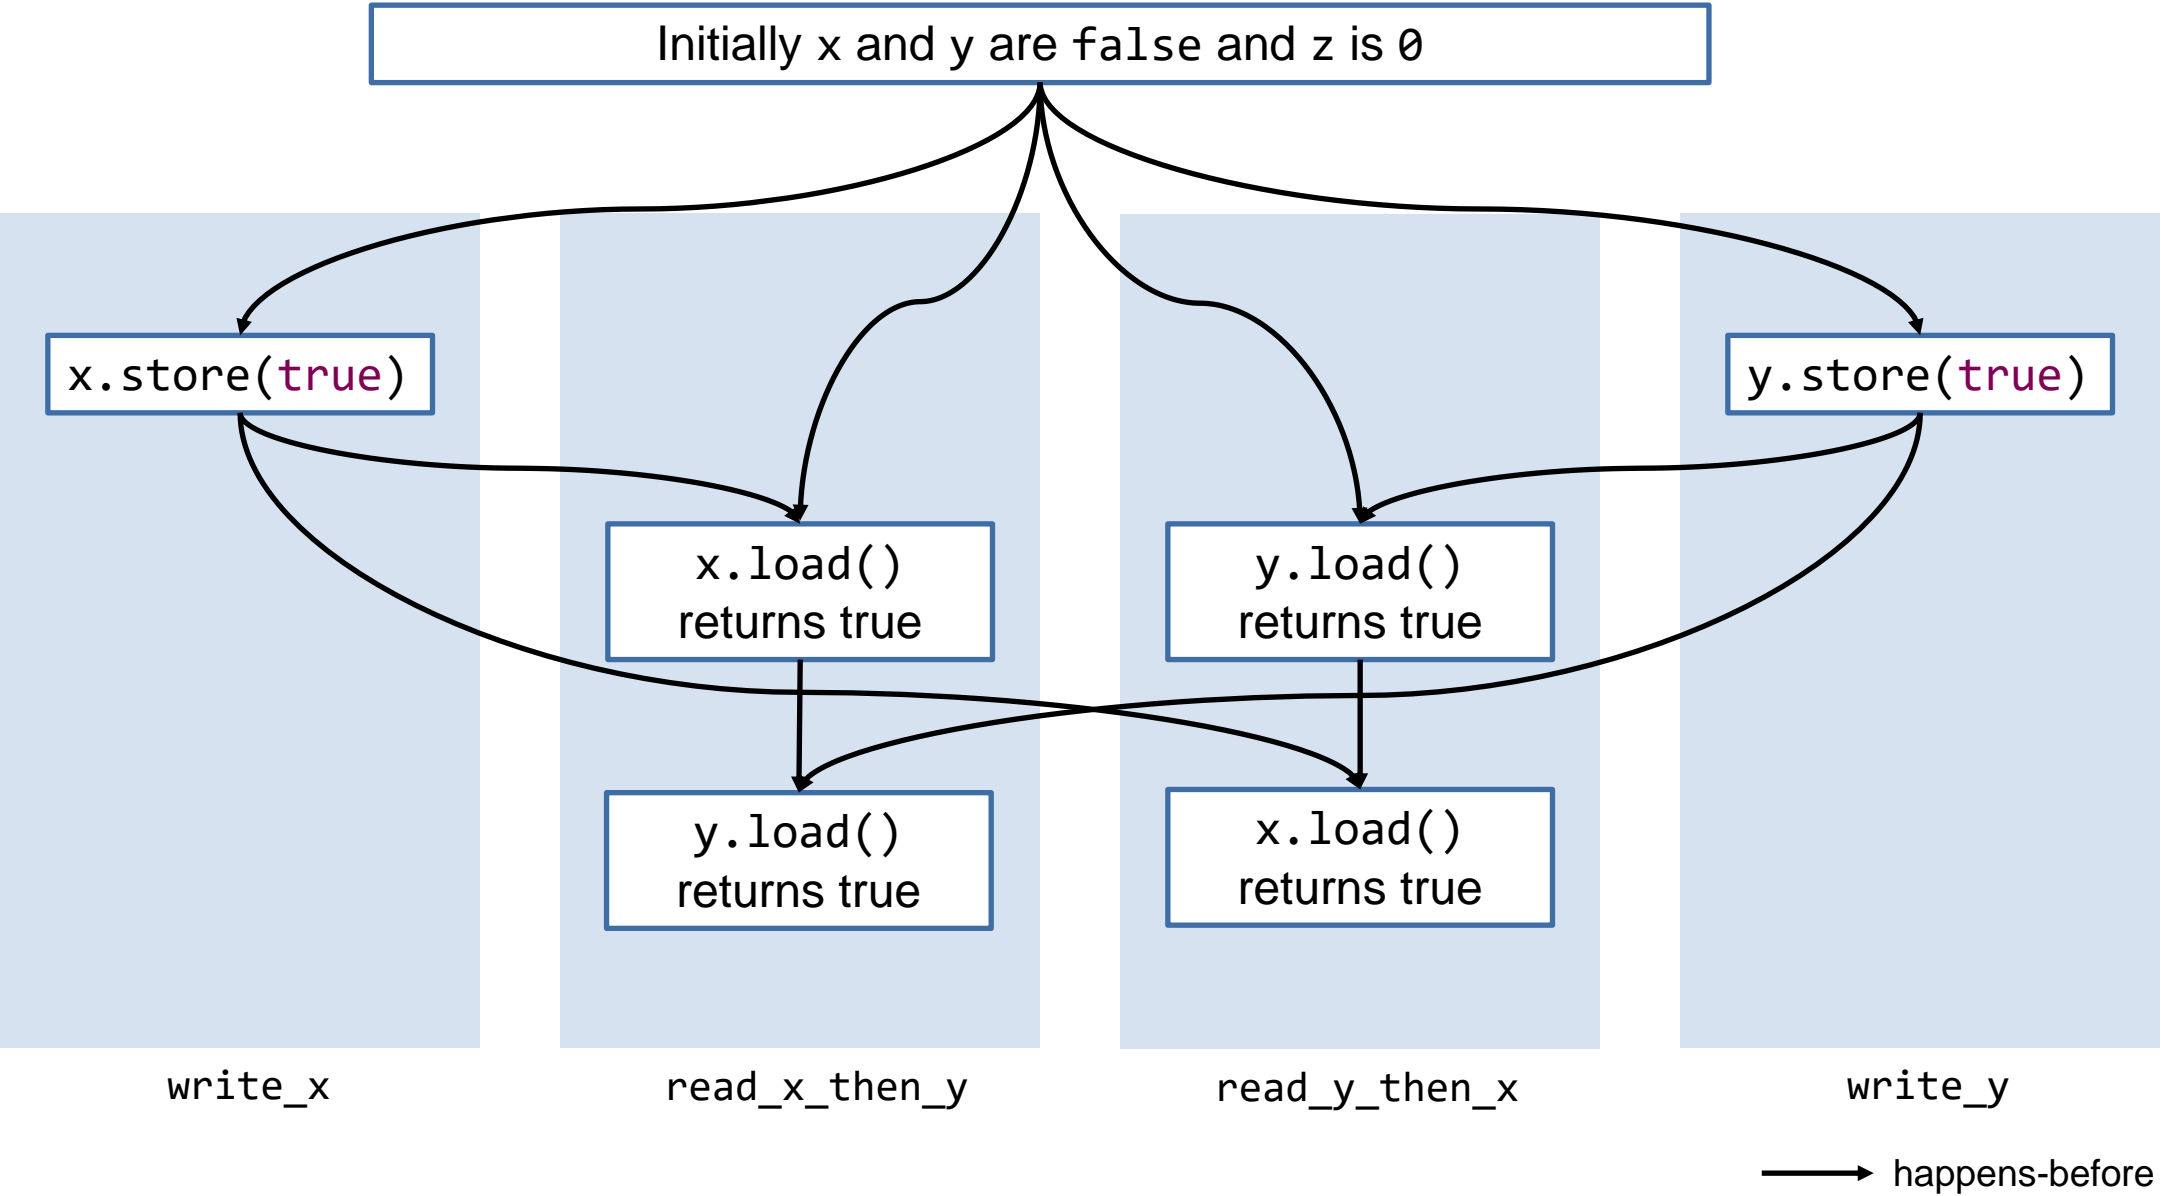 Initially x and y are false and z is 0
x.store(true)
y.store(true)
x.load()
returns true
y.load()
returns true
y.load()
returns true
x.load()
returns true
write_x
read_x_then_y
read_y_then_x
write_y
happens-before